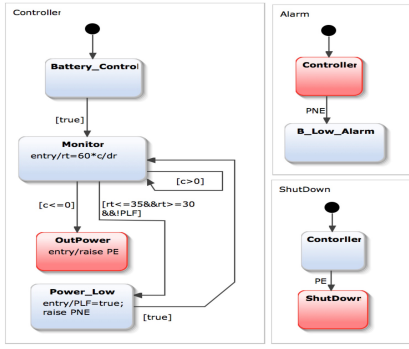 Controller
Battery_Control
[true]
Monitor
entry/rt=60*c/dr
[c>0]
[c<=0]
[rt<=35&&rt>=30
&&!PLF]
OutPower
entry/raise PE
Power_Low
entry/PLF=true;
raise PNE
[true]
Alarm
Controller
PNE
B_Low_Alarm
ShutDown
Contorller
PE
ShutDown